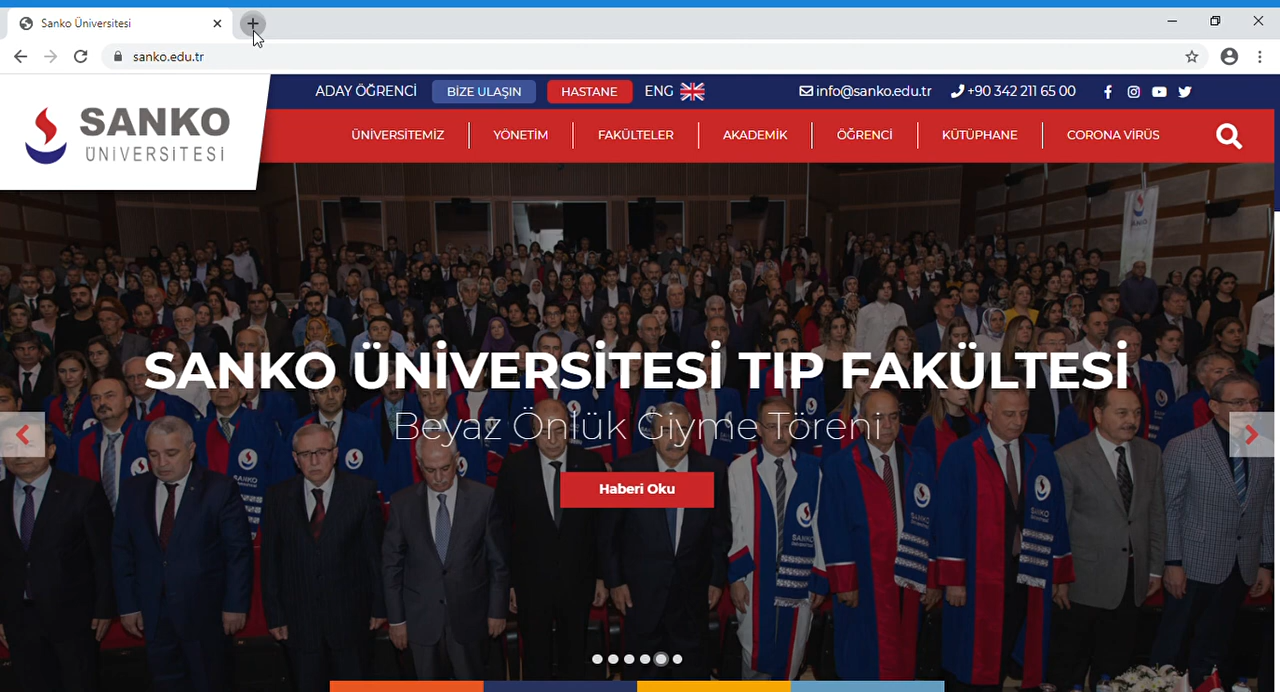 Sanko Üniversitesi
sanko.edu.tr
ADAY ÖĞRENCİ BİZE ULAŞIN HASTANE ENG info@sanko.edu.tr +90 342 211 65 00
SANKO
ÜNİVERSİTESİ
ÜNİVERSİTEMİZ YÖNETİM FAKÜLTELER AKADEMİK ÖĞRENCİ KÜTÜPHANE CORONA VİRÜS
SANKO ÜNİVERSİTESİ TIP FAKÜLTESİ
Beyaz Önlük Giyme Töreni
Haberi Oku